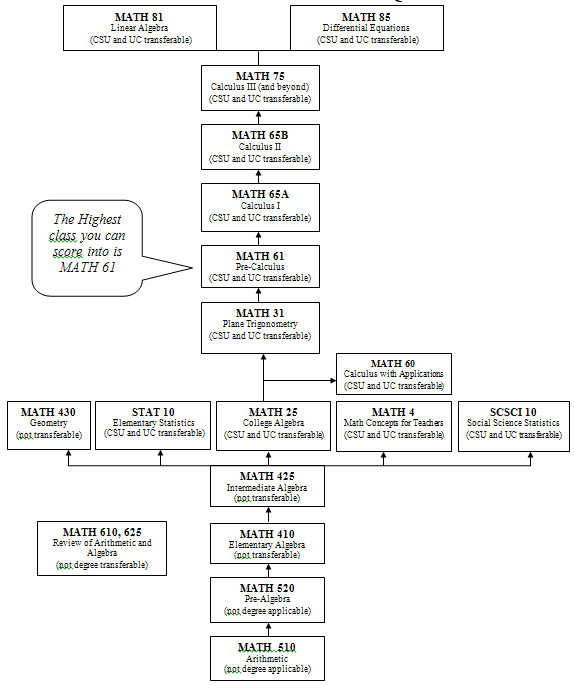 MATH 81
Linear Algebra
(CSU and UC transferable)
MATH 85
Differential Equations
(CSU and UC transferable)
MATH 75
Calculus III (and beyond)
(CSU and UC transferable)
MATH 65B
Calculus II
(CSU and UC transferable)
MATH 65A
Calculus I
(CSU and UC transferable)
The Highest
class you can
score into is
MATH 61
MATH 61
Pre-Calculus
(CSU and UC transferable)
MATH 31
Plane Trigonometry
(CSU and UC transferable)
MATH 60
Calculus with Applications
(CSU and UC transferable)
MATH 430
Geometry
(not transferable)
STAT 10
Elementary Statistics
(CSU and UC transferable)
MATH 25
College Algebra
(CSU and UC transferable)
MATH 4
Math Concepts for Teachers
(CSU and UC transferable)
SCSCI 10
Social Science Statistics
(CSU and UC transferable)
MATH 425
Intermediate Algebra
(not transferable)
MATH 610, 625
Review of Arithmetic and
Algebra
(not degree transferable)
MATH 410
Elementary Algebra
(not transferable)
MATH 520
Pre-Algebra
(not degree applicable)
MATH 510
Arithmetic
(not degree applicable)